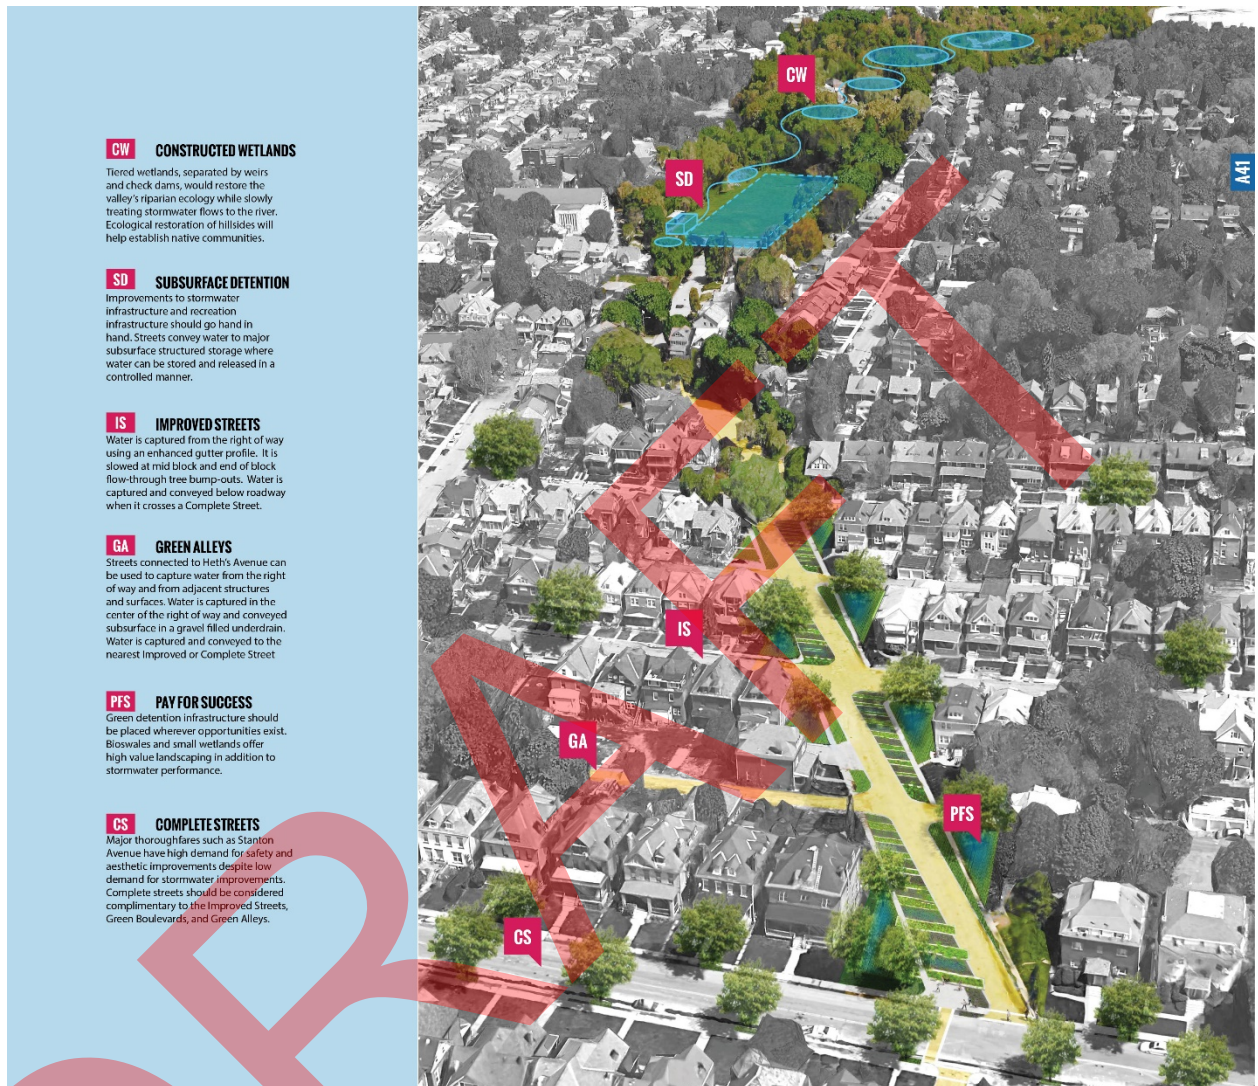 CW CONSTRUCTED WETLANDS
Tiered wetlands, separated by weirs
and check dams, would restore the
valley's riparian ecology while slowly
treating stormwater flows to the river.
Ecological restoration of hillsides will
help establish native communities.
SD SUBSURFACE DETENTION
Improvements to stormwater
infrastructure and recreation
infrastructure should go hand in
hand. Streets convey water to major
subsurface structured storage where
water can be stored and released in a
controlled manner.
IS IMPROVED STREETS
Water is captured from the right of way
using an enhanced gutter profile. It is
slowed at mid block and end of block
flow-through tree bump-outs. Water is
captured and conveyed below roadway
when it crosses a Complete Street.
GA GREEN ALLEYS
Streets connected to Heth's Avenue can
be used to capture water from the right
of way and from adjacent structures
and surfaces. Water is captured in the
center of the right of way and conveyed
subsurface in a gravel filled underdrain.
Water is captured and conveyed to the
nearest Improved or Complete Street
PFS PAY FOR SUCCESS
Green detention infrastructure should
be placed wherever opportunities exist.
Bioswales and small wetlands offer
high value landscaping in addition to
stormwater performance.
CS COMPLETE STREETS
Major thoroughfares such as Stanton
Avenue have high demand for safety and
aesthetic improvements despite low
demand for stormwater improvements.
Complete streets should be considered
complimentary to the Improved Streets,
Green Boulevards, and Green Alleys.
CW
SD
IS
GA
PFS
CS
A41
DRAFT